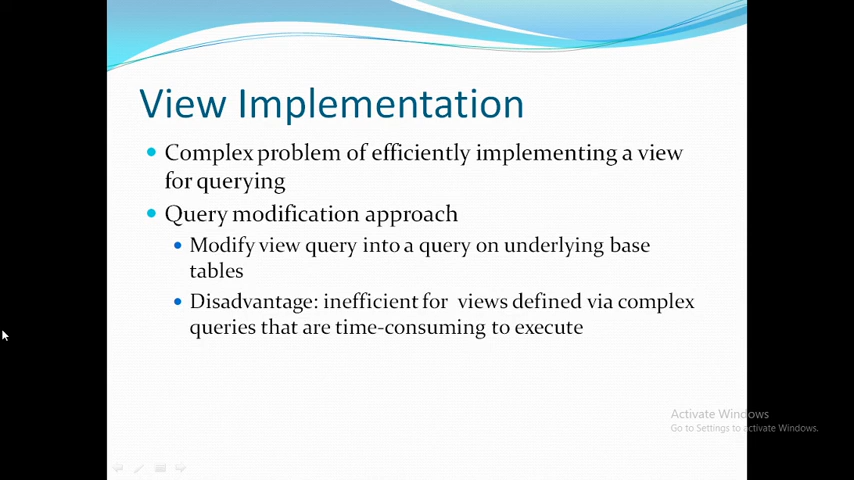 View Implementation
Complex problem of efficiently implementing a view
for querying
Query modification approach
Modify view query into a query on underlying base
tables
Disadvantage: inefficient for views defined via complex
queries that are time-consuming to execute
Activate Windows
Go to Settings to activate Windows.